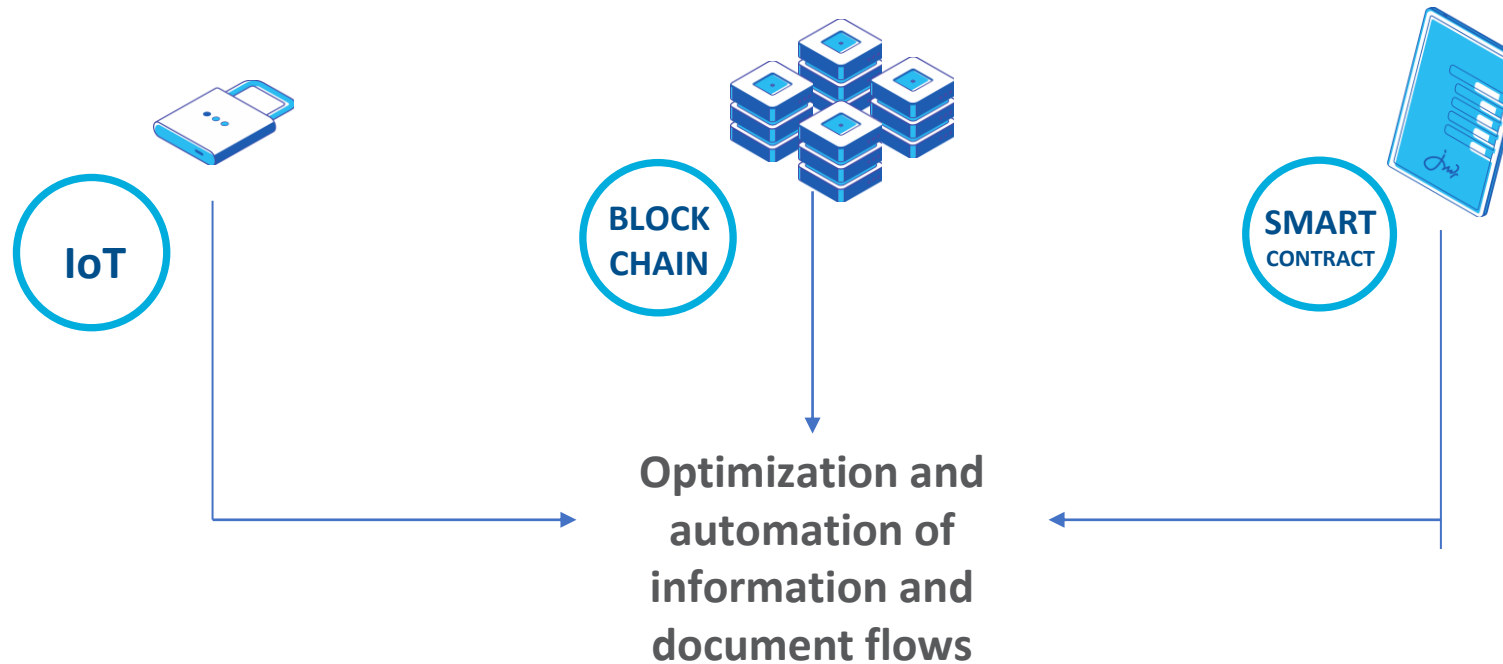 IoT
BLOCK
CHAIN
SMART
CONTRACT
Optimization and
automation of
information and
document flows